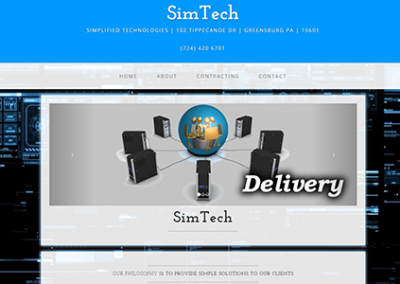 SimTech
SIMPLIFIED TECHNOLOGIES | 102 TIPPECANOE DR | GREENSBURG PA | 15601
(724) 420 6701
HOME ABOUT CONTRACTING CONTACT
Delivery
SimTech
OUR PHILOSOPHY IS TO PROVIDE SIMPLE SOLUTIONS TO OUR CLIENTS